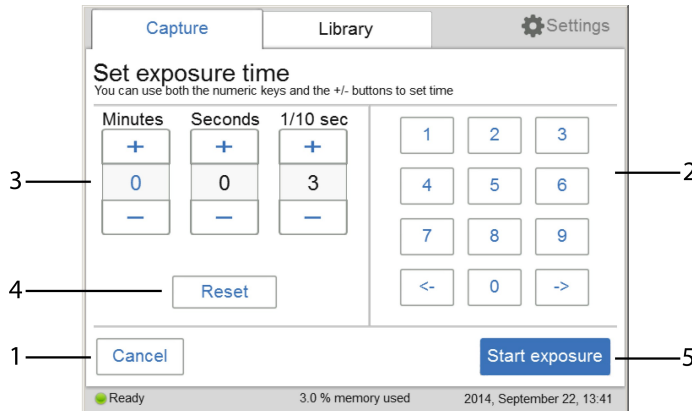 Capture Library Settings
Set exposure time
You can use both the numeric keys and the +/- buttons to set time
Minutes Seconds 1/10 sec
+ + +
0 0 3
− − −
1 2 3
4 5 6
7 8 9
<- 0 ->
Reset
Cancel Start exposure
Ready 3.0 % memory used 2014, September 22, 13:41
3
4
1
2
5